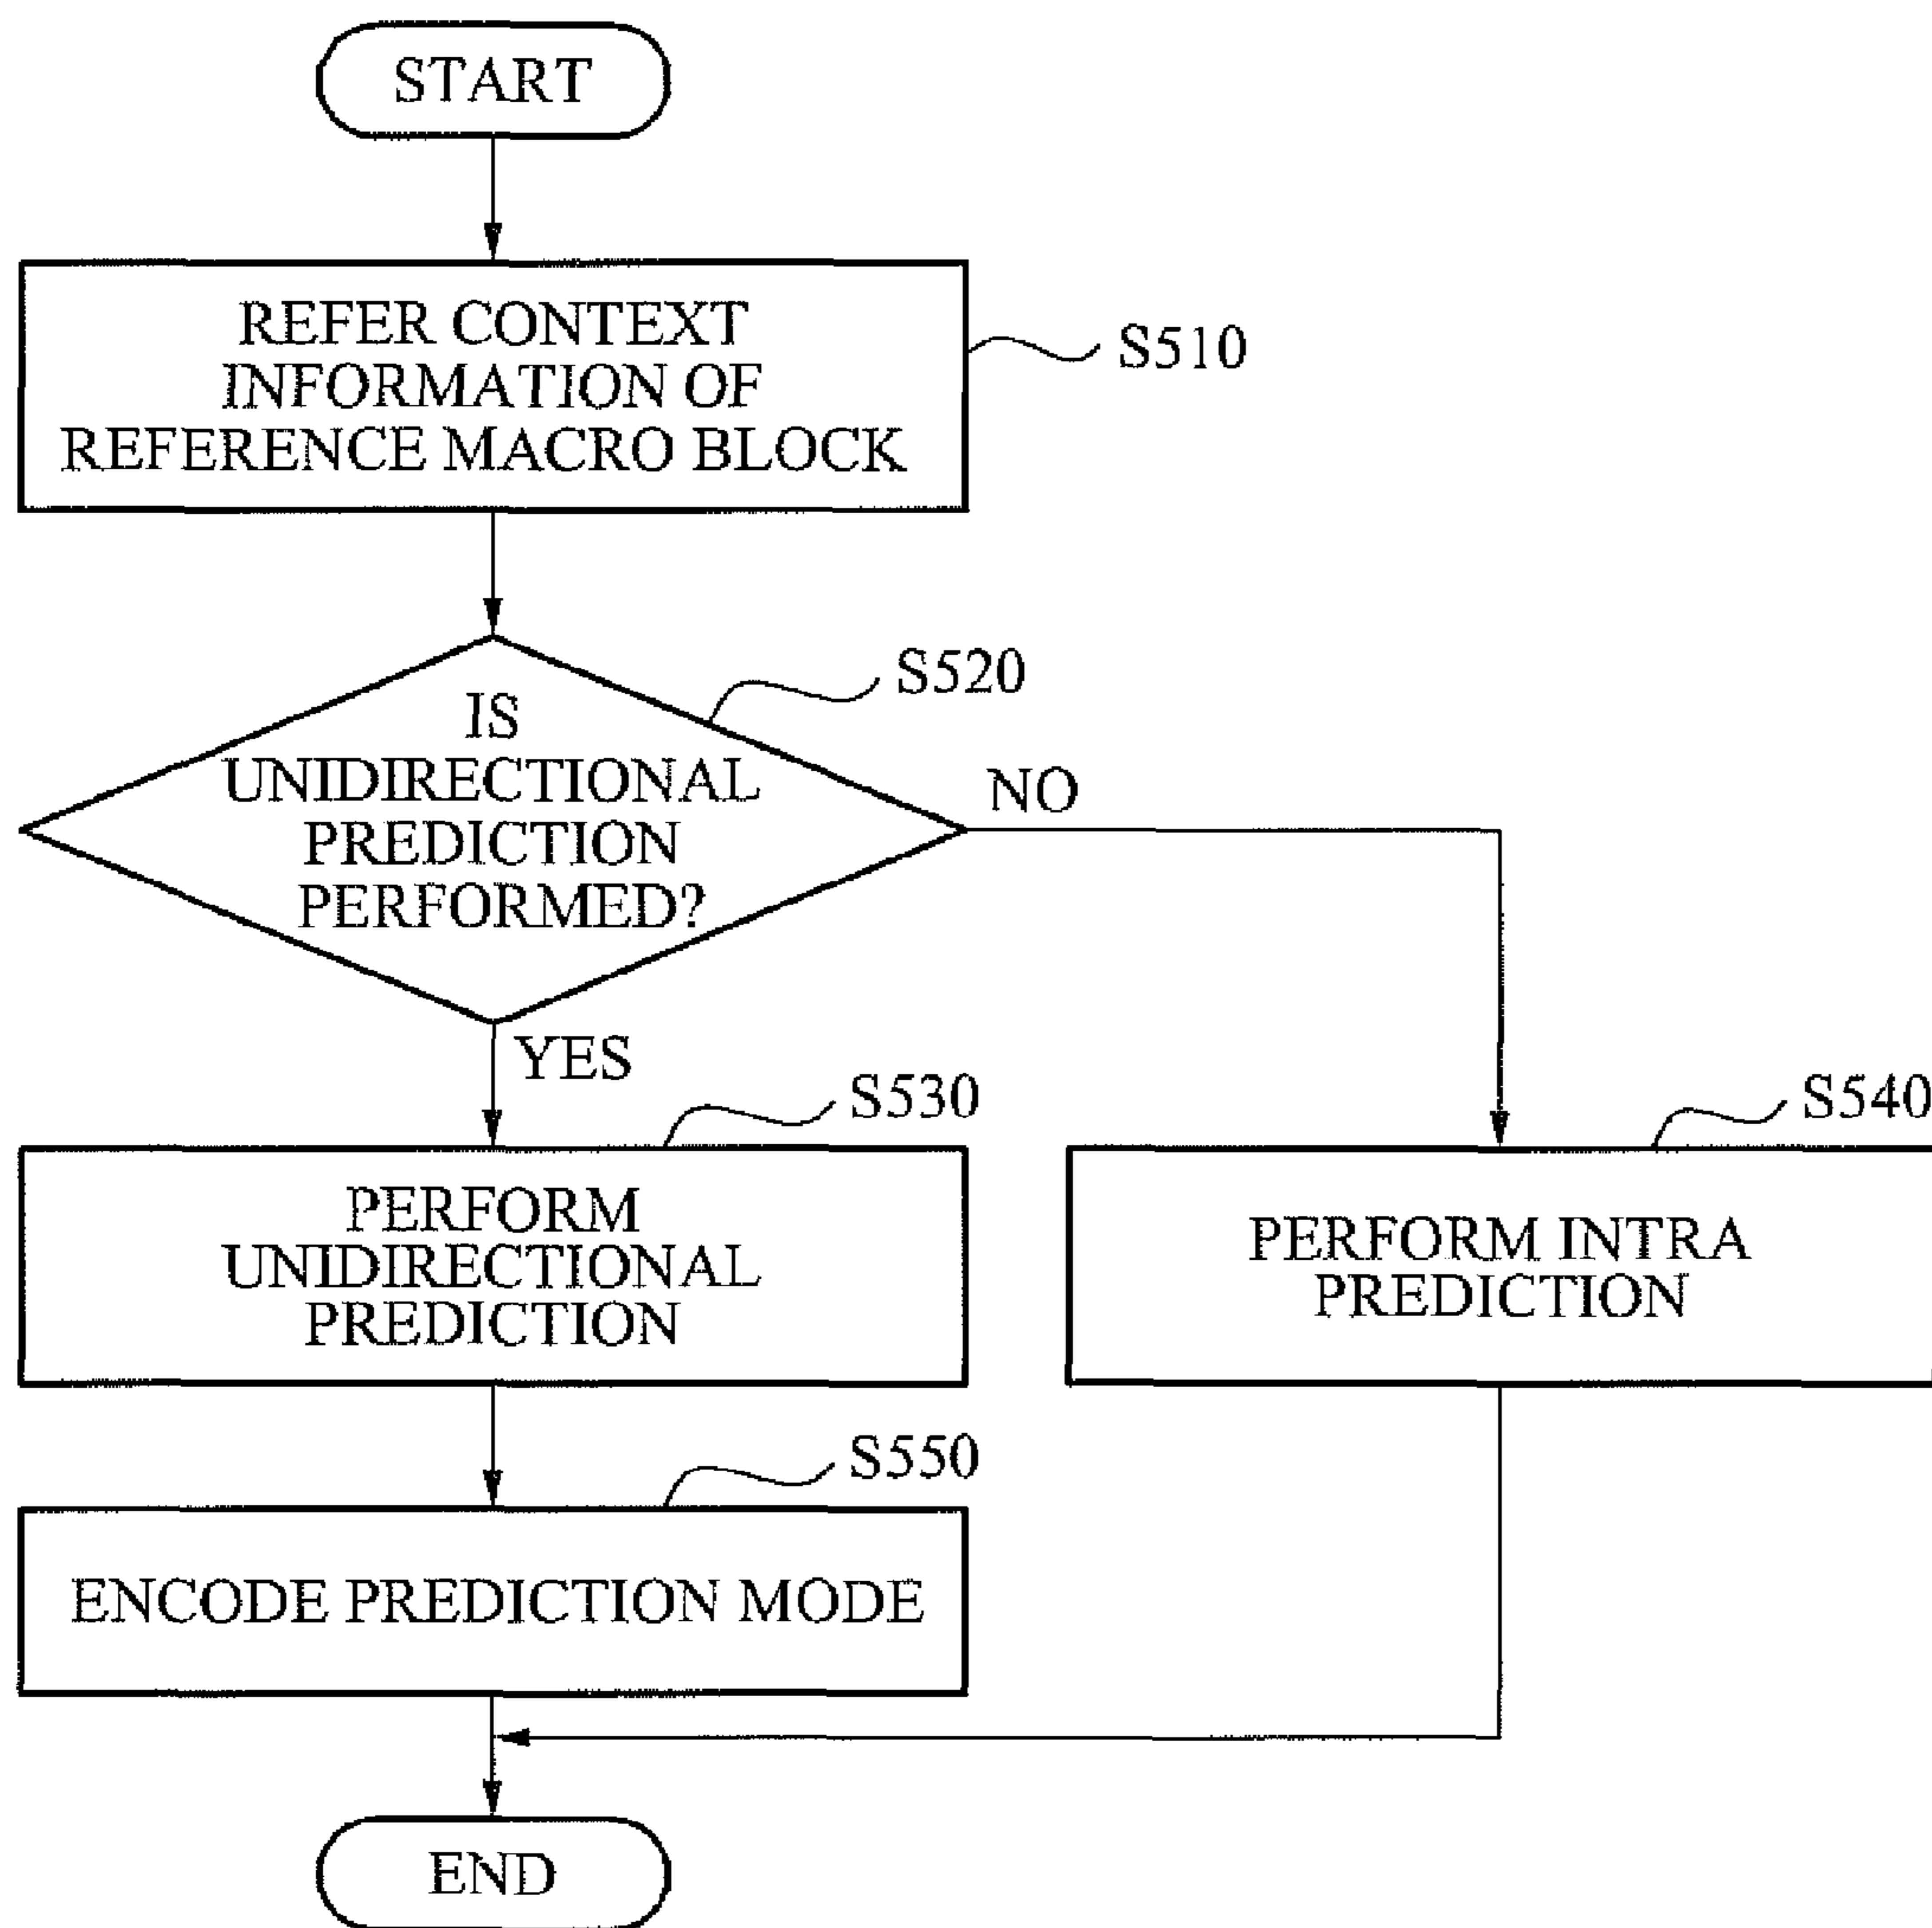 START
REFER CONTEXT
INFORMATION OF
REFERENCE MACRO BLOCK
S510
S520
IS
UNIDIRECTIONAL
PREDICTION
PERFORMED?
NO
YES
S530
S540
PERFORM
UNIDIRECTIONAL
PREDICTION
PERFORM INTRA
PREDICTION
S550
ENCODE PREDICTION MODE
END